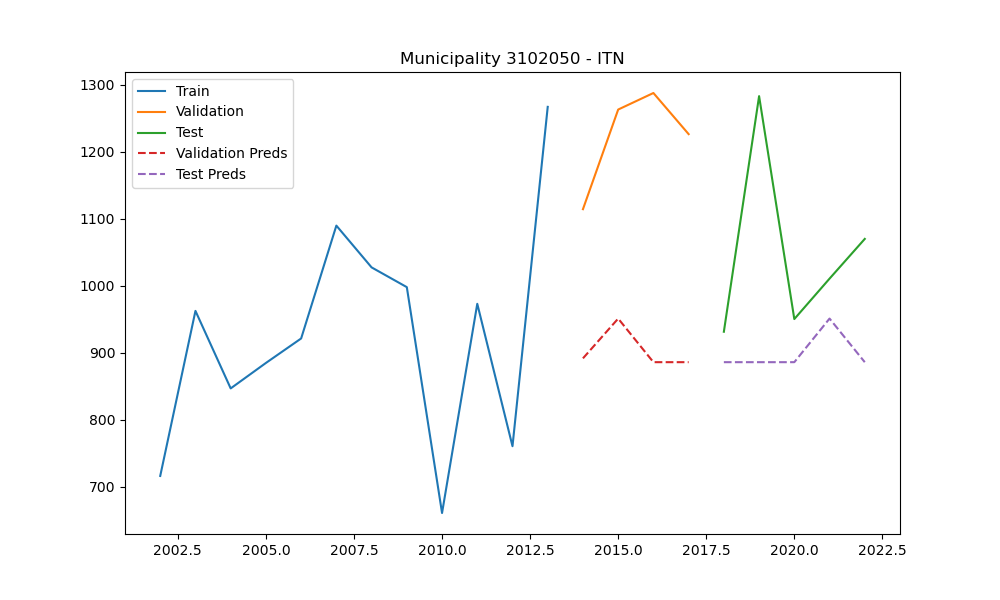 Municipality 3102050 - ITN
Train
Validation
Test
Validation Preds
Test Preds
1300
1200
1100
1000
900
800
700
2002.5 2005.0 2007.5 2010.0 2012.5 2015.0 2017.5 2020.0 2022.5